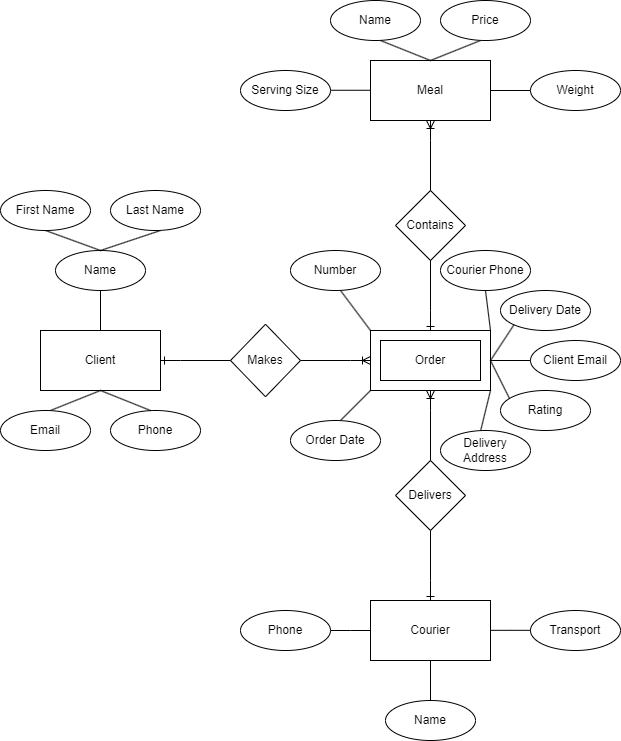 Name
Price
Serving Size
Meal
Weight
First Name
Last Name
Contains
Name
Number
Courier Phone
Delivery Date
Client
Makes
Order
Client Email
Rating
Email
Phone
Order Date
Delivery
Address
Delivers
Phone
Courier
Transport
Name